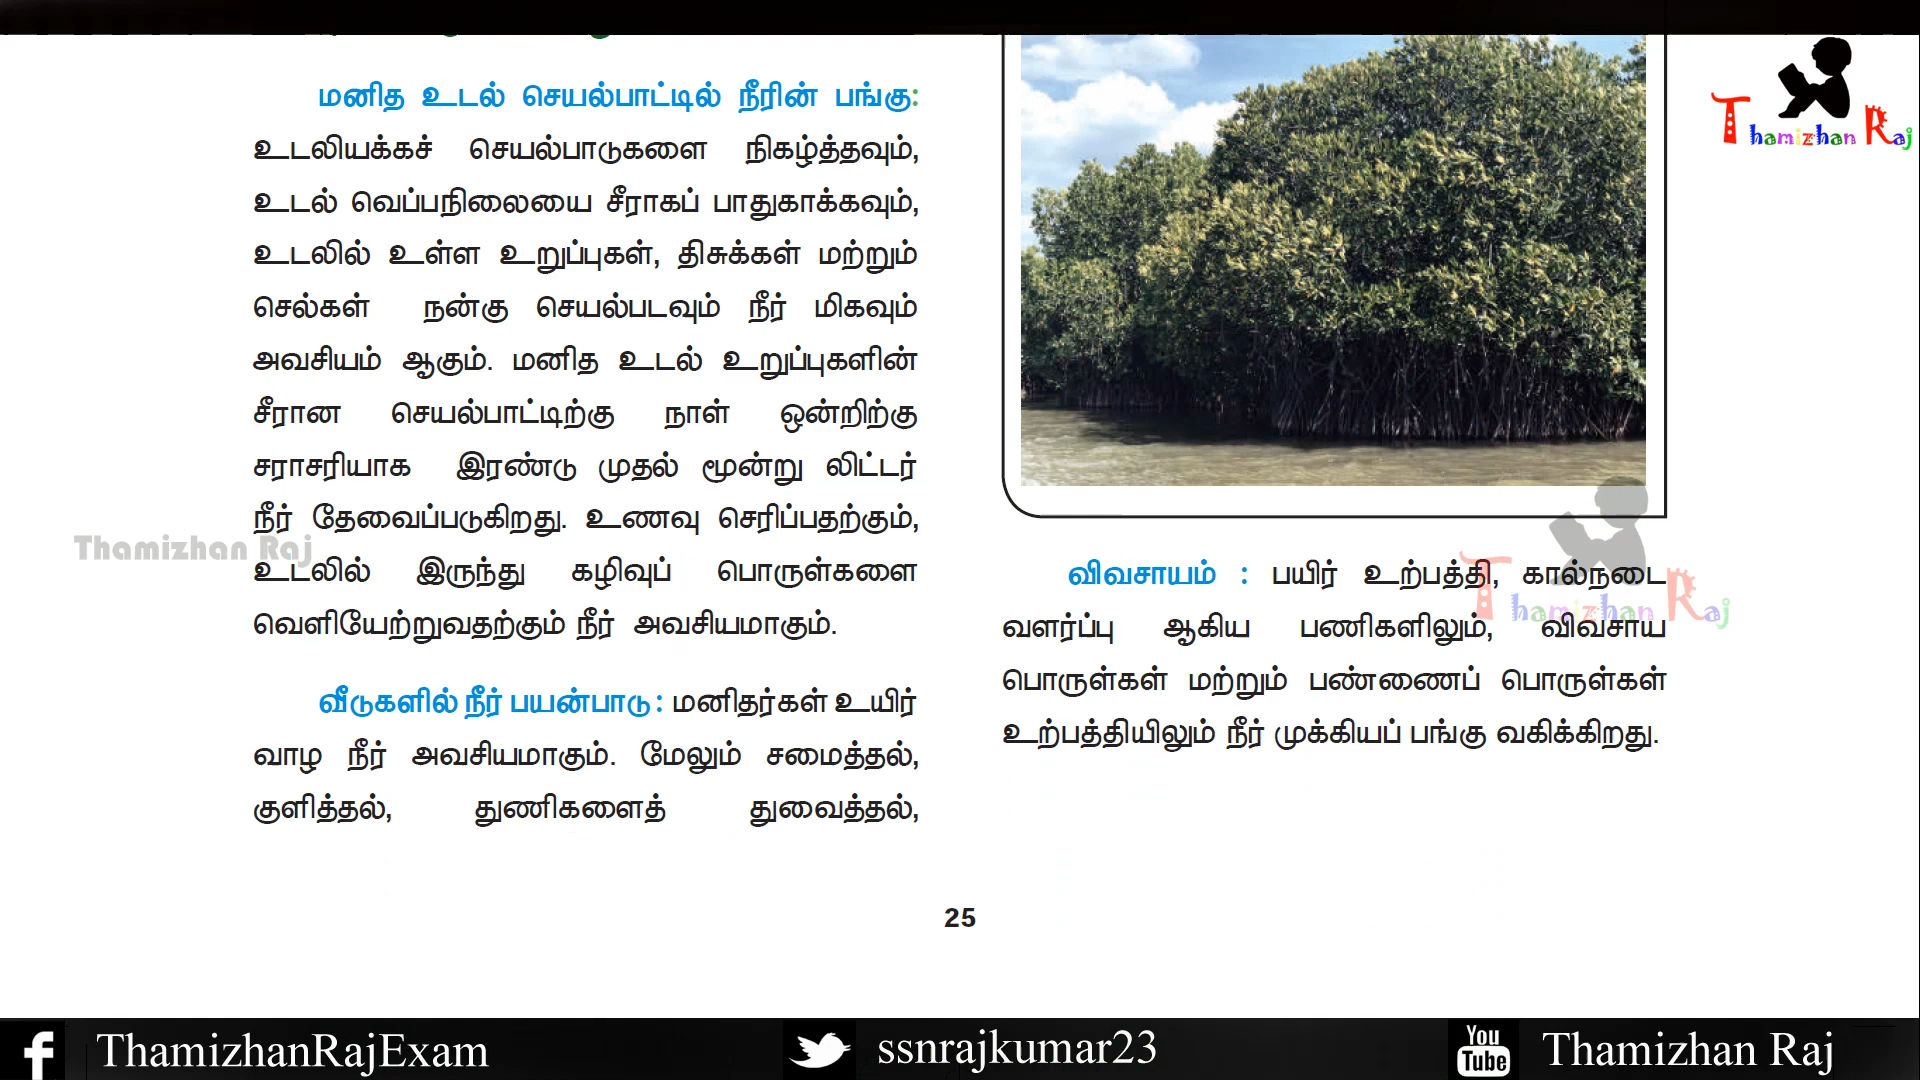 மனித உடல் செயல்பாட்டில் நீரின் பங்கு:
உடலியக்கச் செயல்பாடுகளை நிகழ்த்தவும்,
உடல் வெப்பநிலையை சீராகப் பாதுகாக்கவும்,
உடலில் உள்ள உறுப்புகள், திசுக்கள் மற்றும்
செல்கள் நன்கு செயல்படவும் நீர் மிகவும்
அவசியம் ஆகும். மனித உடல் உறுப்புகளின்
சீரான செயல்பாட்டிற்கு நாள் ஒன்றிற்கு
சராசரியாக இரண்டு முதல் மூன்று லிட்டர்
நீர் தேவைப்படுகிறது. உணவு செரிப்பதற்கும்,
உடலில் இருந்து கழிவுப் பொருள்களை
வெளியேற்றுவதற்கும் நீர் அவசியமாகும்.
வீடுகளில் நீர் பயன்பாடு : மனிதர்கள் உயிர்
வாழ நீர் அவசியமாகும். மேலும் சமைத்தல்,
குளித்தல், துணிகளைத் துவைத்தல்,
விவசாயம் : பயிர் உற்பத்தி, கால்நடை
வளர்ப்பு ஆகிய பணிகளிலும், விவசாய
பொருள்கள் மற்றும் பண்ணைப் பொருள்கள்
உற்பத்தியிலும் நீர் முக்கியப் பங்கு வகிக்கிறது.
25
Thamizhan Raj
Thamizhan Raj
Thamizhan Raj
ThamizhanRajExam
ssnrajkumar23
You Tube
Thamizhan Raj